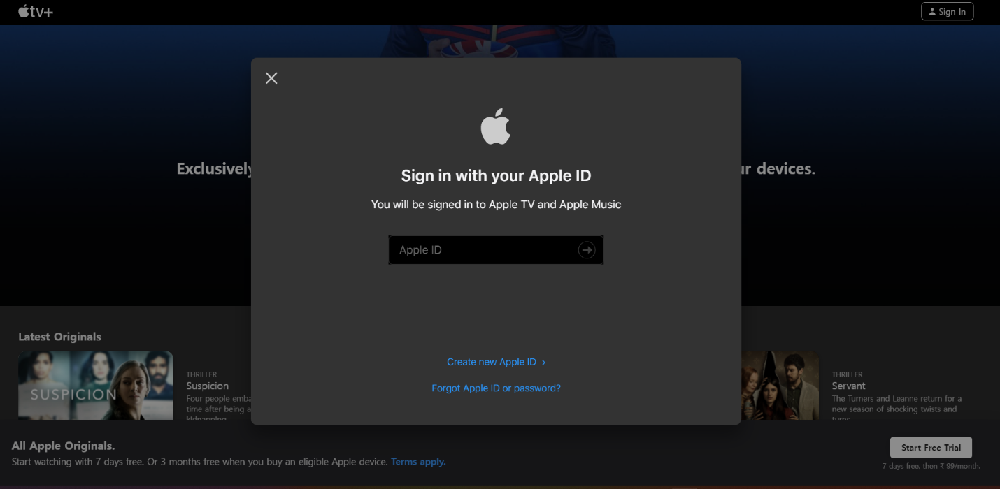 tv+
Sign In
Exclusively
ur devices.
Sign in with your Apple ID
You will be signed in to Apple TV and Apple Music
Apple ID
Create new Apple ID ›
Forgot Apple ID or password?
Latest Originals
SUSPICION
THRILLER
Suspicion
Four people emba
time after being a
kidnapping
THRILLER
Servant
The Turners and Leanne return for a
new season of shocking twists and
turns
All Apple Originals.
Start watching with 7 days free. Or 3 months free when you buy an eligible Apple device. Terms apply.
Start Free Trial
7 days free, then ₹ 99/month.